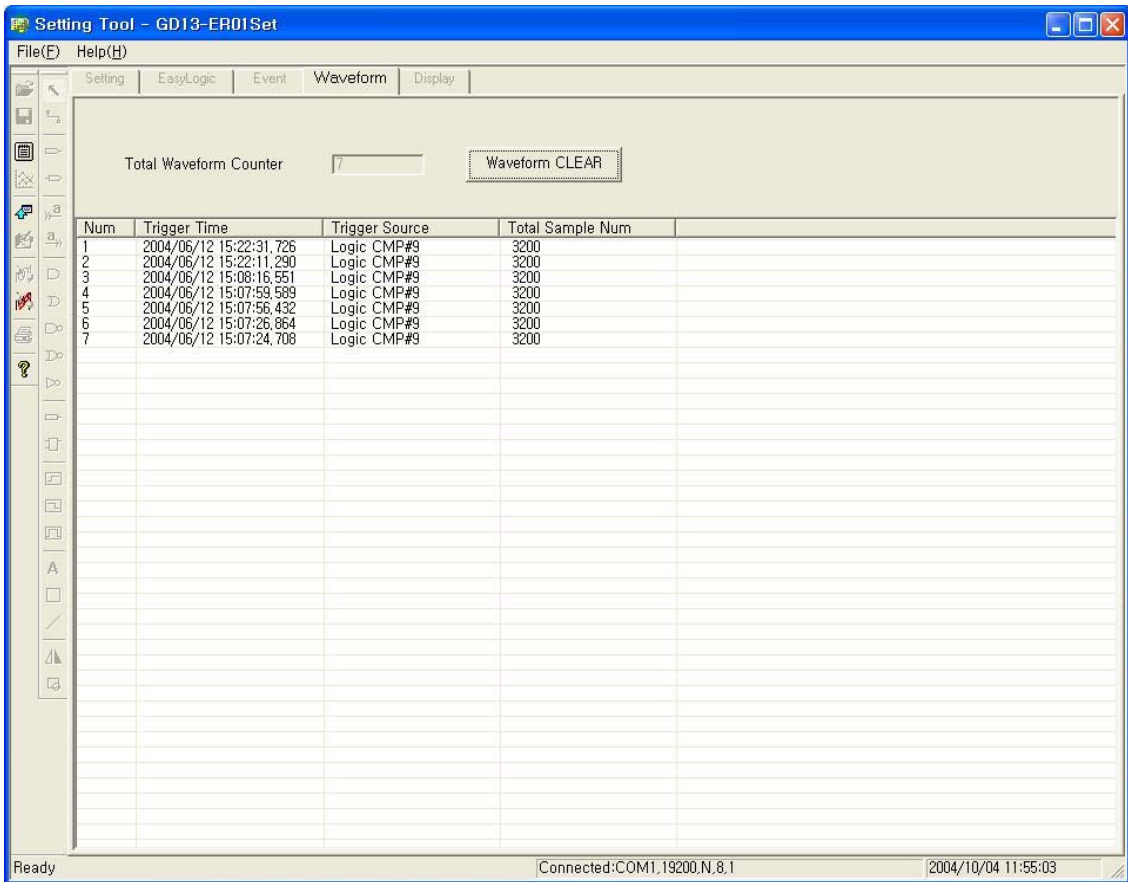 Setting Tool - GD13-ER01Set
File(F) Help(H)
Setting EasyLogic Event Waveform Display
Total Waveform Counter 7 Waveform CLEAR
Num Trigger Time Trigger Source Total Sample Num
1 2004/06/12 15:22:31,726 Logic CMP#9 3200
2 2004/06/12 15:22:11,290 Logic CMP#9 3200
3 2004/06/12 15:08:16,551 Logic CMP#9 3200
4 2004/06/12 15:07:59,589 Logic CMP#9 3200
5 2004/06/12 15:07:56,432 Logic CMP#9 3200
6 2004/06/12 15:07:26,864 Logic CMP#9 3200
7 2004/06/12 15:07:24,708 Logic CMP#9 3200
Ready Connected:COM1,19200,N,8,1 2004/10/04 11:55:03